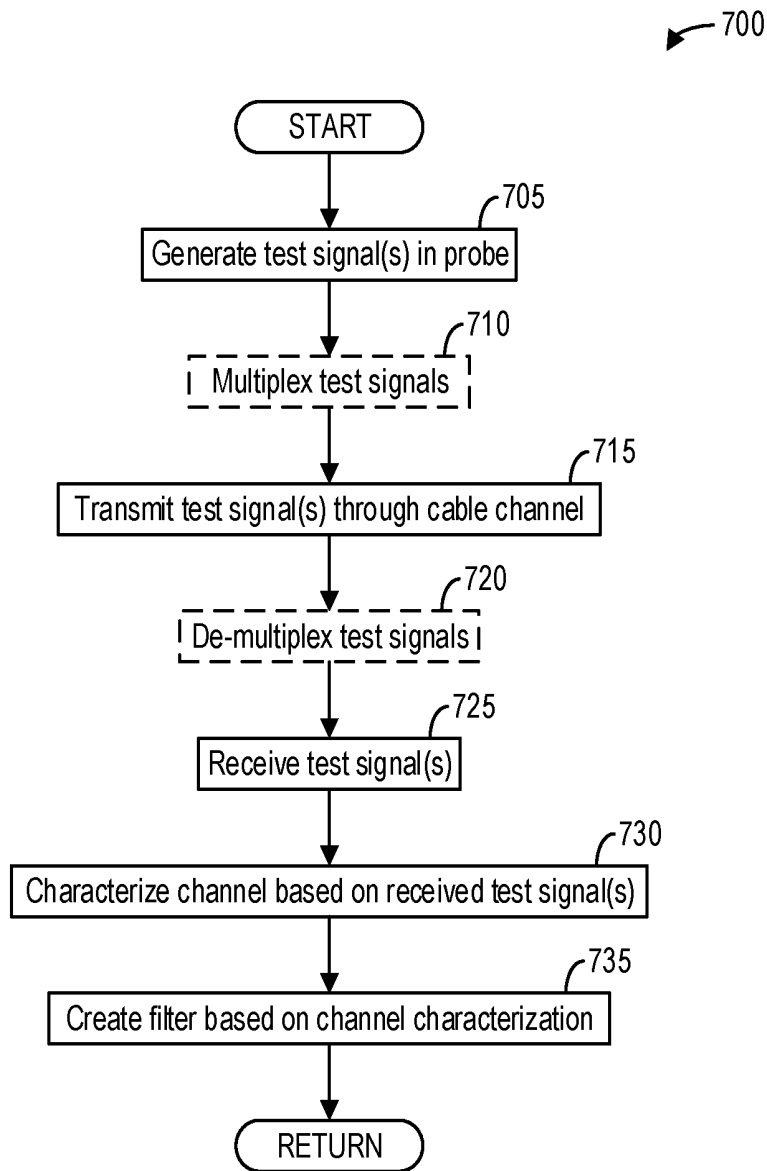 700
START
705
Generate test signal(s) in probe
710
Multiplex test signals
715
Transmit test signal(s) through cable channel
720
De-multiplex test signals
725
Receive test signal(s)
730
Characterize channel based on received test signal(s)
735
Create filter based on channel characterization
RETURN